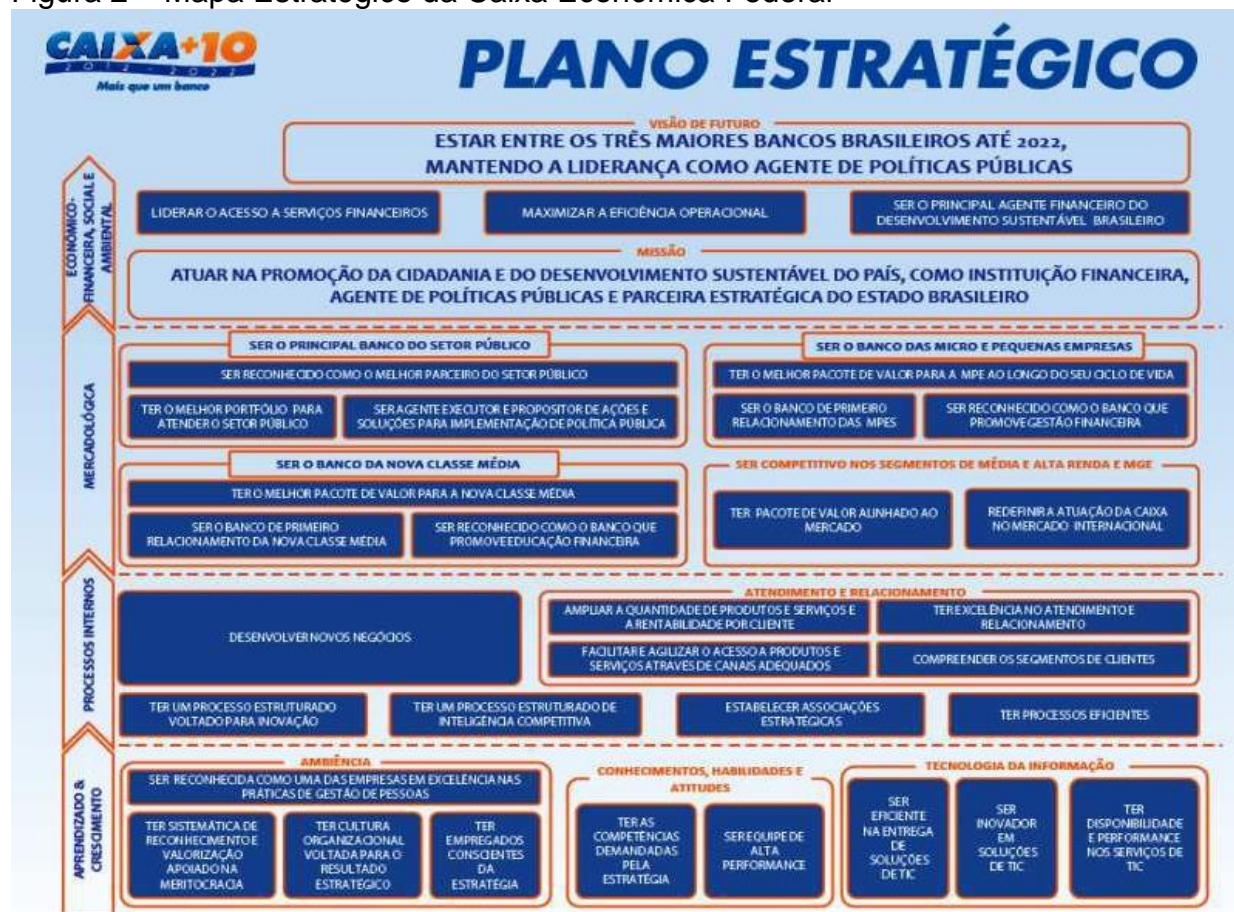 Figura 2 – Mapa Estratégico da Caixa Econômica Federal
CAIXA+10
2012 - 2022
Mais que um banco
PLANO ESTRATÉGICO
VISÃO DE FUTURO
ESTAR ENTRE OS TRÊS MAIORES BANCOS BRASILEIROS ATÉ 2022,
MANTENDO A LIDERANÇA COMO AGENTE DE POLÍTICAS PÚBLICAS
ECONÔMICO-
FINANCEIRA, SOCIAL E
AMBIENTAL
LIDERAR O ACESSO A SERVIÇOS FINANCEIROS
MAXIMIZAR A EFICIÊNCIA OPERACIONAL
SER O PRINCIPAL AGENTE FINANCEIRO DO
DESENVOLVIMENTO SUSTENTÁVEL BRASILEIRO
MISSÃO
ATUAR NA PROMOÇÃO DA CIDADANIA E DO DESENVOLVIMENTO SUSTENTÁVEL DO PAÍS, COMO INSTITUIÇÃO FINANCEIRA,
AGENTE DE POLÍTICAS PÚBLICAS E PARCEIRA ESTRATÉGICA DO ESTADO BRASILEIRO
MERCADOLÓGICA
SER O PRINCIPAL BANCO DO SETOR PÚBLICO
SER RECONHECIDO COMO O MELHOR PARCEIRO DO SETOR PÚBLICO
TER O MELHOR PORTFÓLIO PARA
ATENDER O SETOR PÚBLICO
SER AGENTE EXECUTOR E PROPOSITOR DE AÇÕES E
SOLUÇÕES PARA IMPLEMENTAÇÃO DE POLÍTICA PÚBLICA
SER O BANCO DAS MICRO E PEQUENAS EMPRESAS
TER O MELHOR PACOTE DE VALOR PARA A MPE AO LONGO DO SEU CICLO DE VIDA
SER O BANCO DE PRIMEIRO
RELACIONAMENTO DAS MPES
SER RECONHECIDO COMO O BANCO QUE
PROMOVE GESTÃO FINANCEIRA
SER O BANCO DA NOVA CLASSE MÉDIA
TER O MELHOR PACOTE DE VALOR PARA A NOVA CLASSE MÉDIA
SER O BANCO DE PRIMEIRO
RELACIONAMENTO DA NOVA CLASSE MÉDIA
SER RECONHECIDO COMO O BANCO QUE
PROMOVE EDUCAÇÃO FINANCEIRA
SER COMPETITIVO NOS SEGMENTOS DE MÉDIA E ALTA RENDA E MGE
TER PACOTE DE VALOR ALINHADO AO
MERCADO
REDEFINIR A ATUAÇÃO DA CAIXA
NO MERCADO INTERNACIONAL
PROCESSOS INTERNOS
DESENVOLVER NOVOS NEGÓCIOS
ATENDIMENTO E RELACIONAMENTO
AMPLIAR A QUANTIDADE DE PRODUTOS E SERVIÇOS E
A RENTABILIDADE POR CLIENTE
TER EXCELÊNCIA NO ATENDIMENTO E
RELACIONAMENTO
FACILITAR E AGILIZAR O ACESSO A PRODUTOS E
SERVIÇOS ATRAVÉS DE CANAIS ADEQUADOS
COMPREENDER OS SEGMENTOS DE CLIENTES
TER UM PROCESSO ESTRUTURADO
VOLTADO PARA INOVAÇÃO
TER UM PROCESSO ESTRUTURADO DE
INTELIGÊNCIA COMPETITIVA
ESTABELECER ASSOCIAÇÕES
ESTRATÉGICAS
TER PROCESSOS EFICIENTES
APRENDIZADO &
CRESCIMENTO
AMBIÊNCIA
SER RECONHECIDA COMO UMA DAS EMPRESAS EM EXCELÊNCIA NAS
PRÁTICAS DE GESTÃO DE PESSOAS
TER SISTEMÁTICA DE
RECONHECIMENTO E
VALORIZAÇÃO
APOIADO NA
MERITOCRACIA
TER CULTURA
ORGANIZACIONAL
VOLTADA PARA O
RESULTADO
ESTRATÉGICO
TER
EMPREGADOS
CONSCIENTES
DA
ESTRATÉGIA
CONHECIMENTOS, HABILIDADES E
ATITUDES
TER AS
COMPETÊNCIAS
DEMANDADAS
PELA
ESTRATÉGIA
SER EQUIPE DE
ALTA
PERFORMANCE
TECNOLOGIA DA INFORMAÇÃO
SER
EFICIENTE
NA ENTREGA
DE
SOLUÇÕES
DE TIC
SER
INOVADOR
EM
SOLUÇÕES
DE TIC
TER
DISPONIBILIDADE
E PERFORMANCE
NOS SERVIÇOS DE
TIC